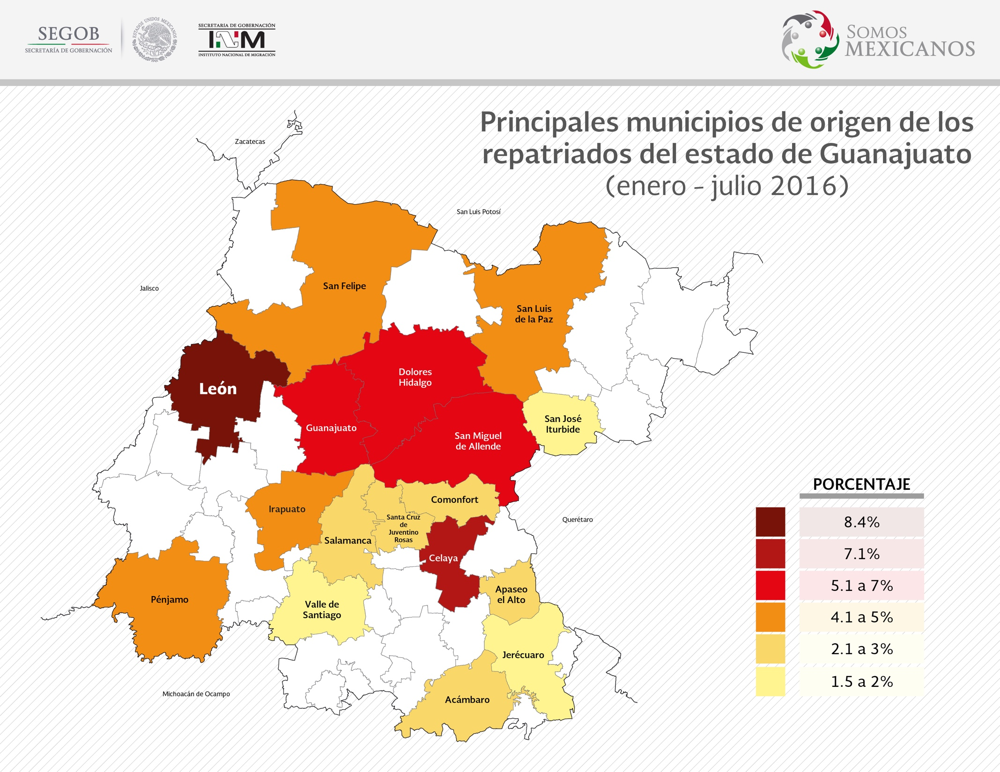 SEGOB
SECRETARÍA DE GOBERNACIÓN
ESTADOS UNIDOS MEXICANOS
SECRETARÍA DE GOBERNACIÓN
INM
INSTITUTO NACIONAL DE MIGRACIÓN
SOMOS
MEXICANOS
Principales municipios de origen de los
repatriados del estado de Guanajuato
(enero - julio 2016)
Zacatecas
San Luis Potosí
Jalisco
San Felipe
San Luis
de la Paz
León
Dolores
Hidalgo
Guanajuato
San José
Iturbide
San Miguel
de Allende
Irapuato
Comonfort
Santa Cruz
de
Juventino
Rosas
Salamanca
Celaya
Querétaro
Pénjamo
Valle de
Santiago
Apaseo
el Alto
Jerécuaro
Acámbaro
Michoacán de Ocampo
PORCENTAJE
8.4%
7.1%
5.1 a 7%
4.1 a 5%
2.1 a 3%
1.5 a 2%